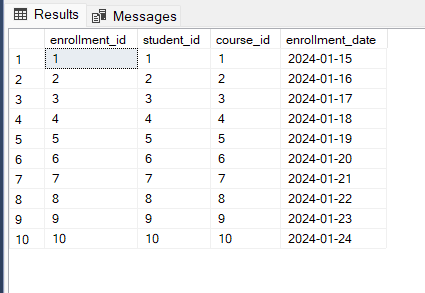 Results Messages
enrollment_id student_id course_id enrollment_date
1 1 1 1 2024-01-15
2 2 2 2 2024-01-16
3 3 3 3 2024-01-17
4 4 4 4 2024-01-18
5 5 5 5 2024-01-19
6 6 6 6 2024-01-20
7 7 7 7 2024-01-21
8 8 8 8 2024-01-22
9 9 9 9 2024-01-23
10 10 10 10 2024-01-24